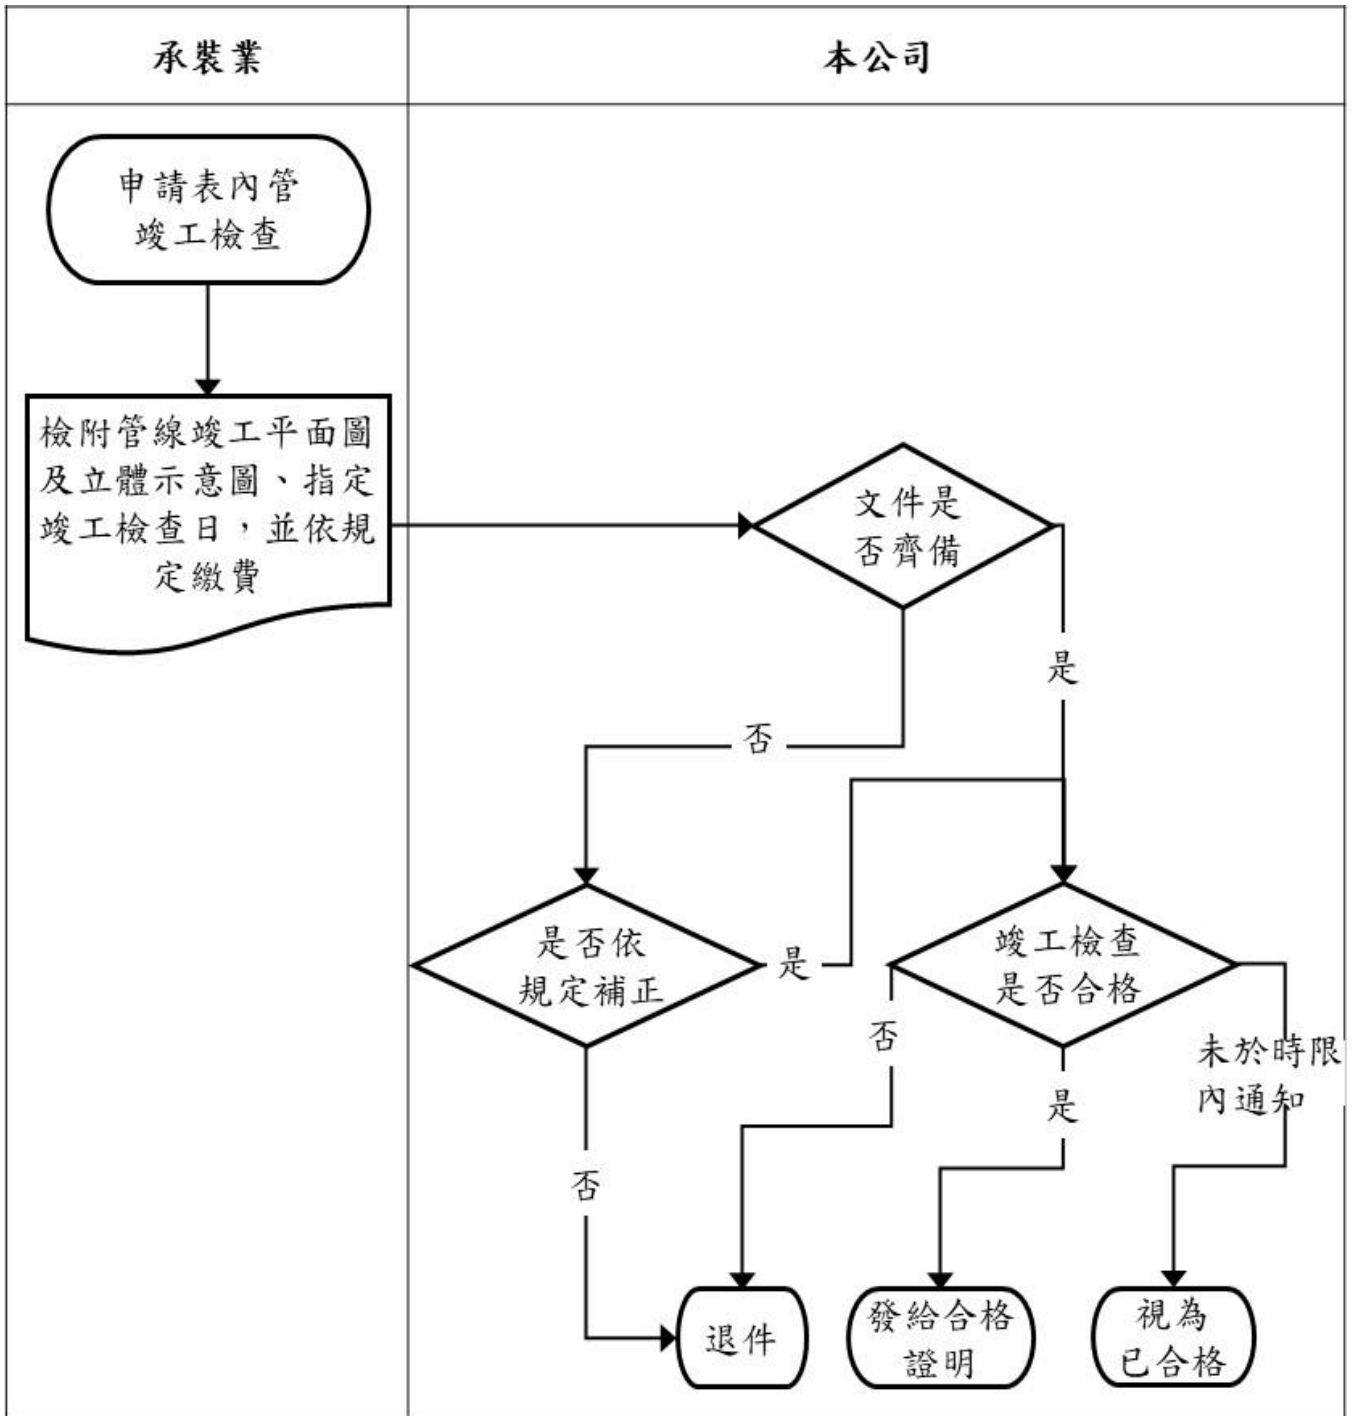 承裝業
本公司
申請表內管
竣工檢查
檢附管線竣工平面圖
及立體示意圖、指定
竣工檢查日，並依規
定繳費
文件是
否齊備
是
否
是否依
規定補正
是
竣工檢查
是否合格
否
是
未於時限
內通知
否
退件
發給合格
證明
視為
已合格